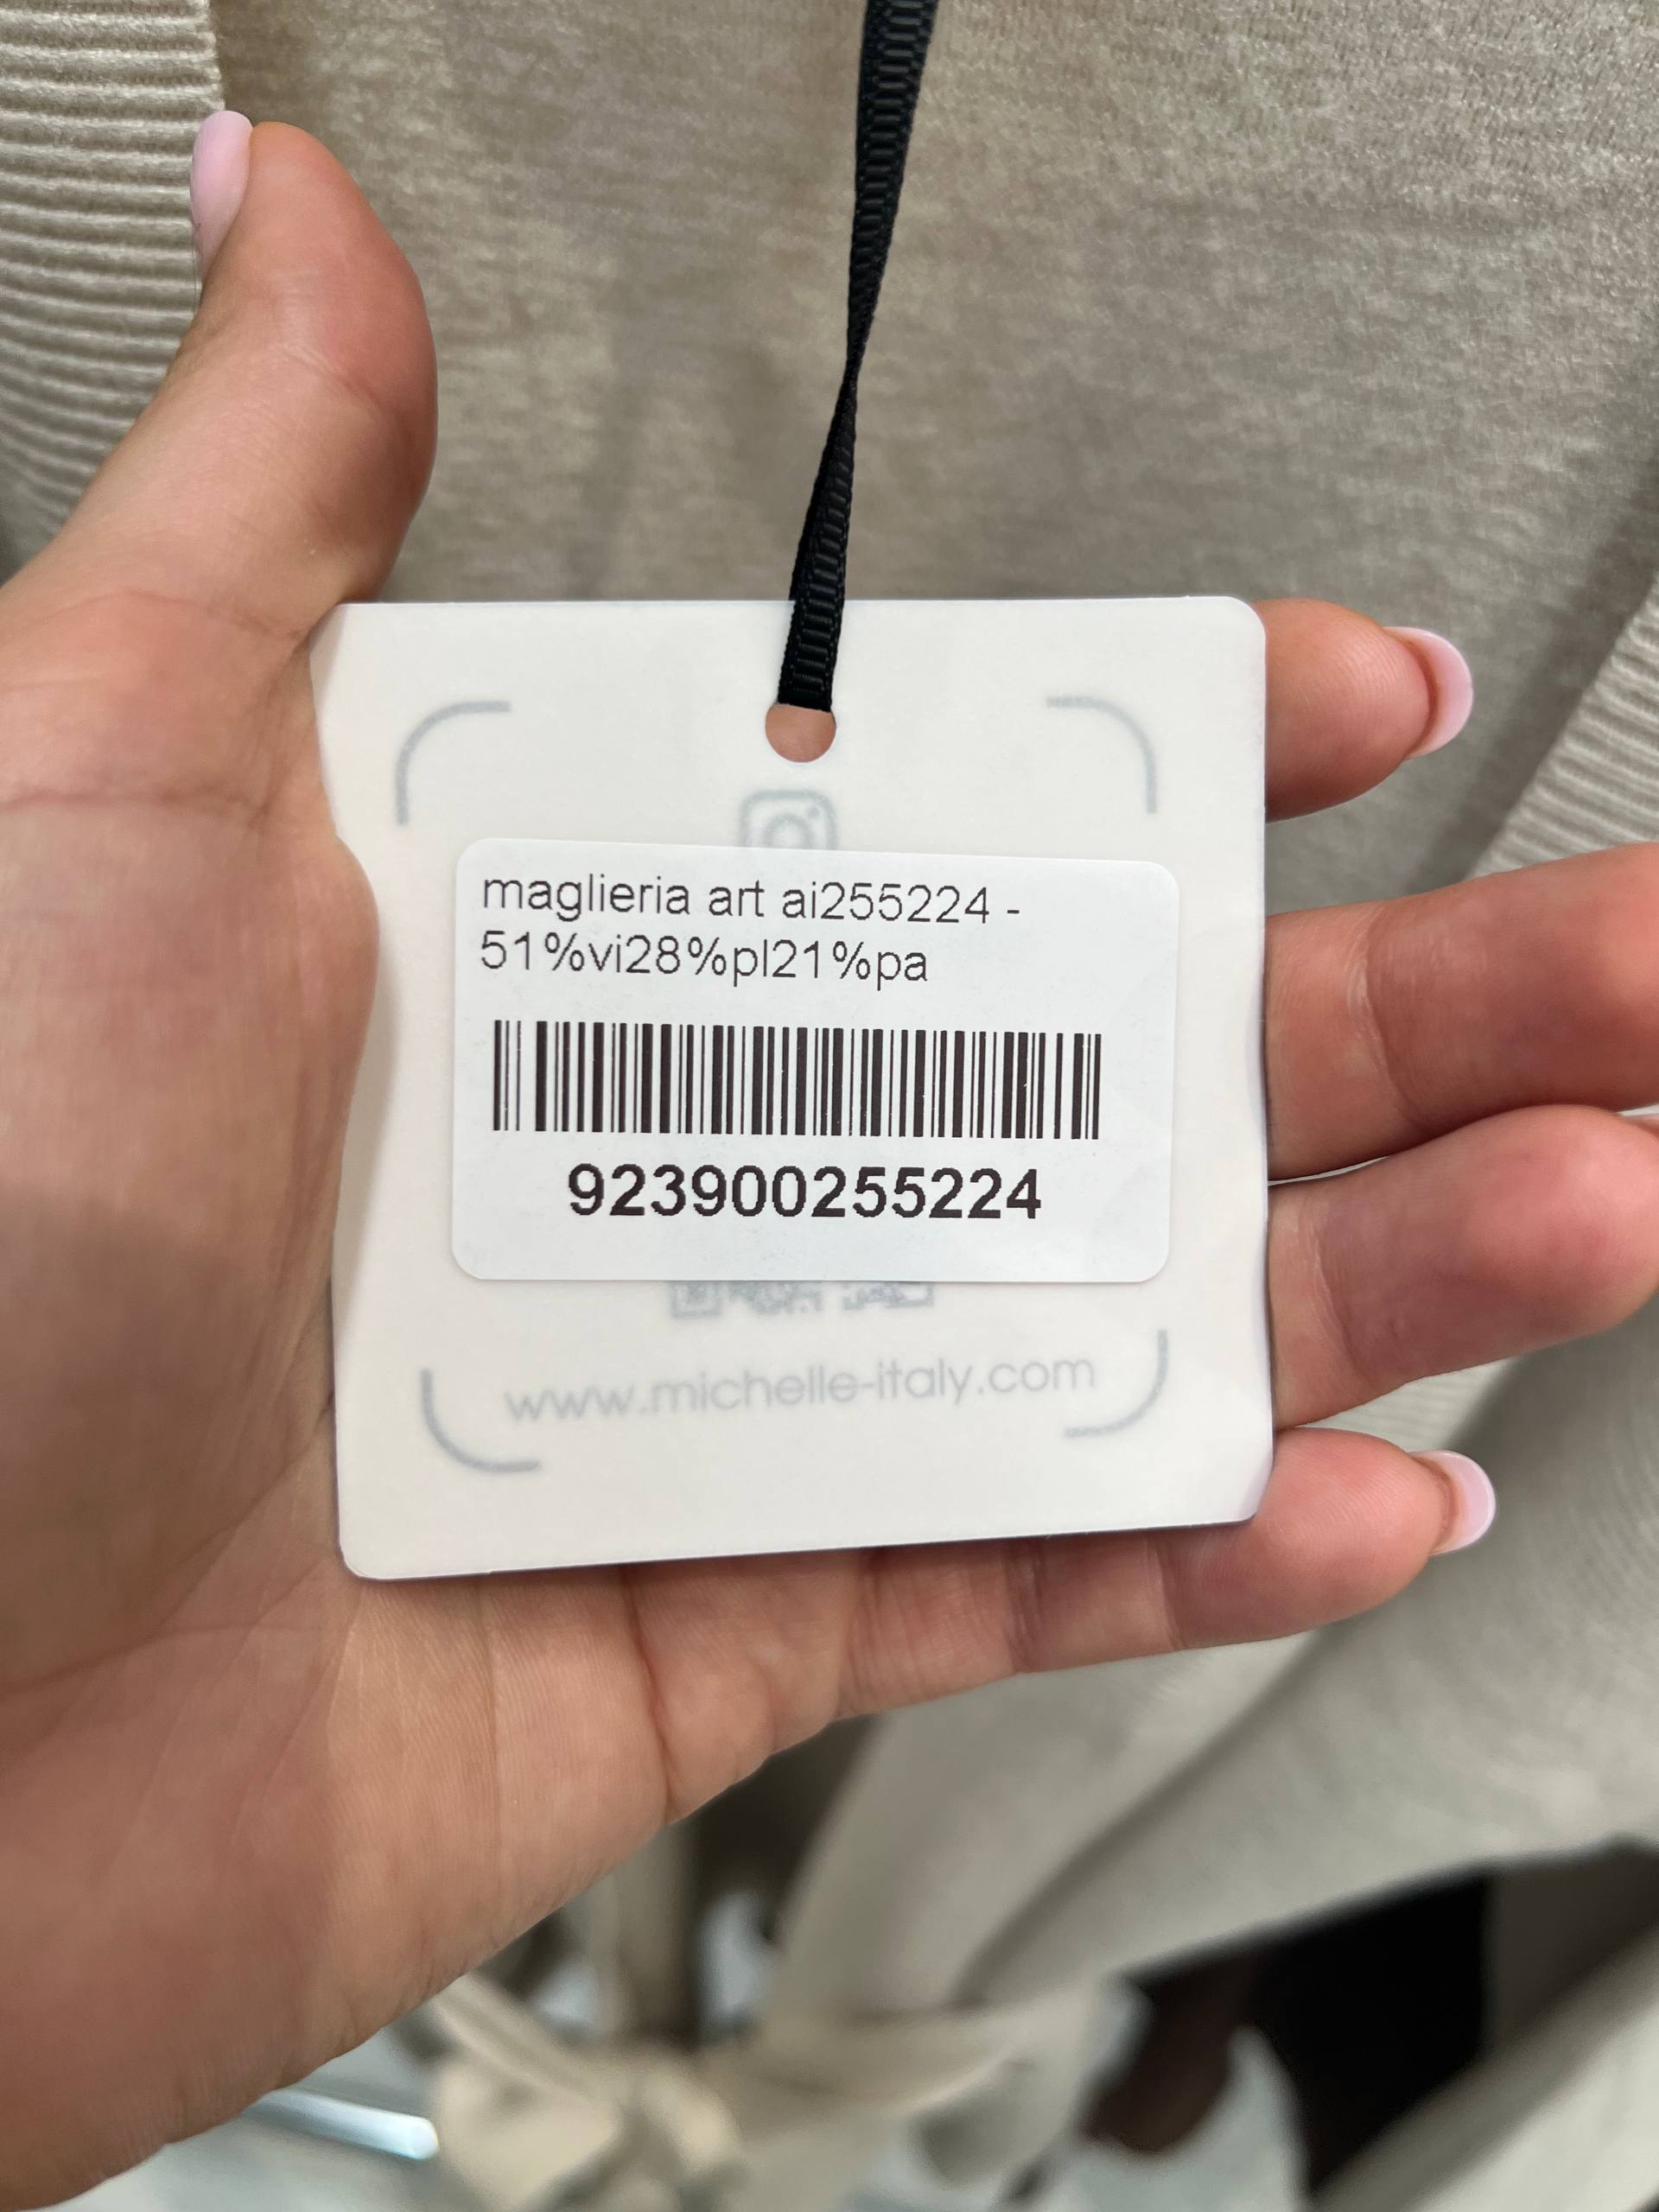 maglieria art ai255224 -
51%vi28%pl21%pa
923900255224
www.michelle-italy.com